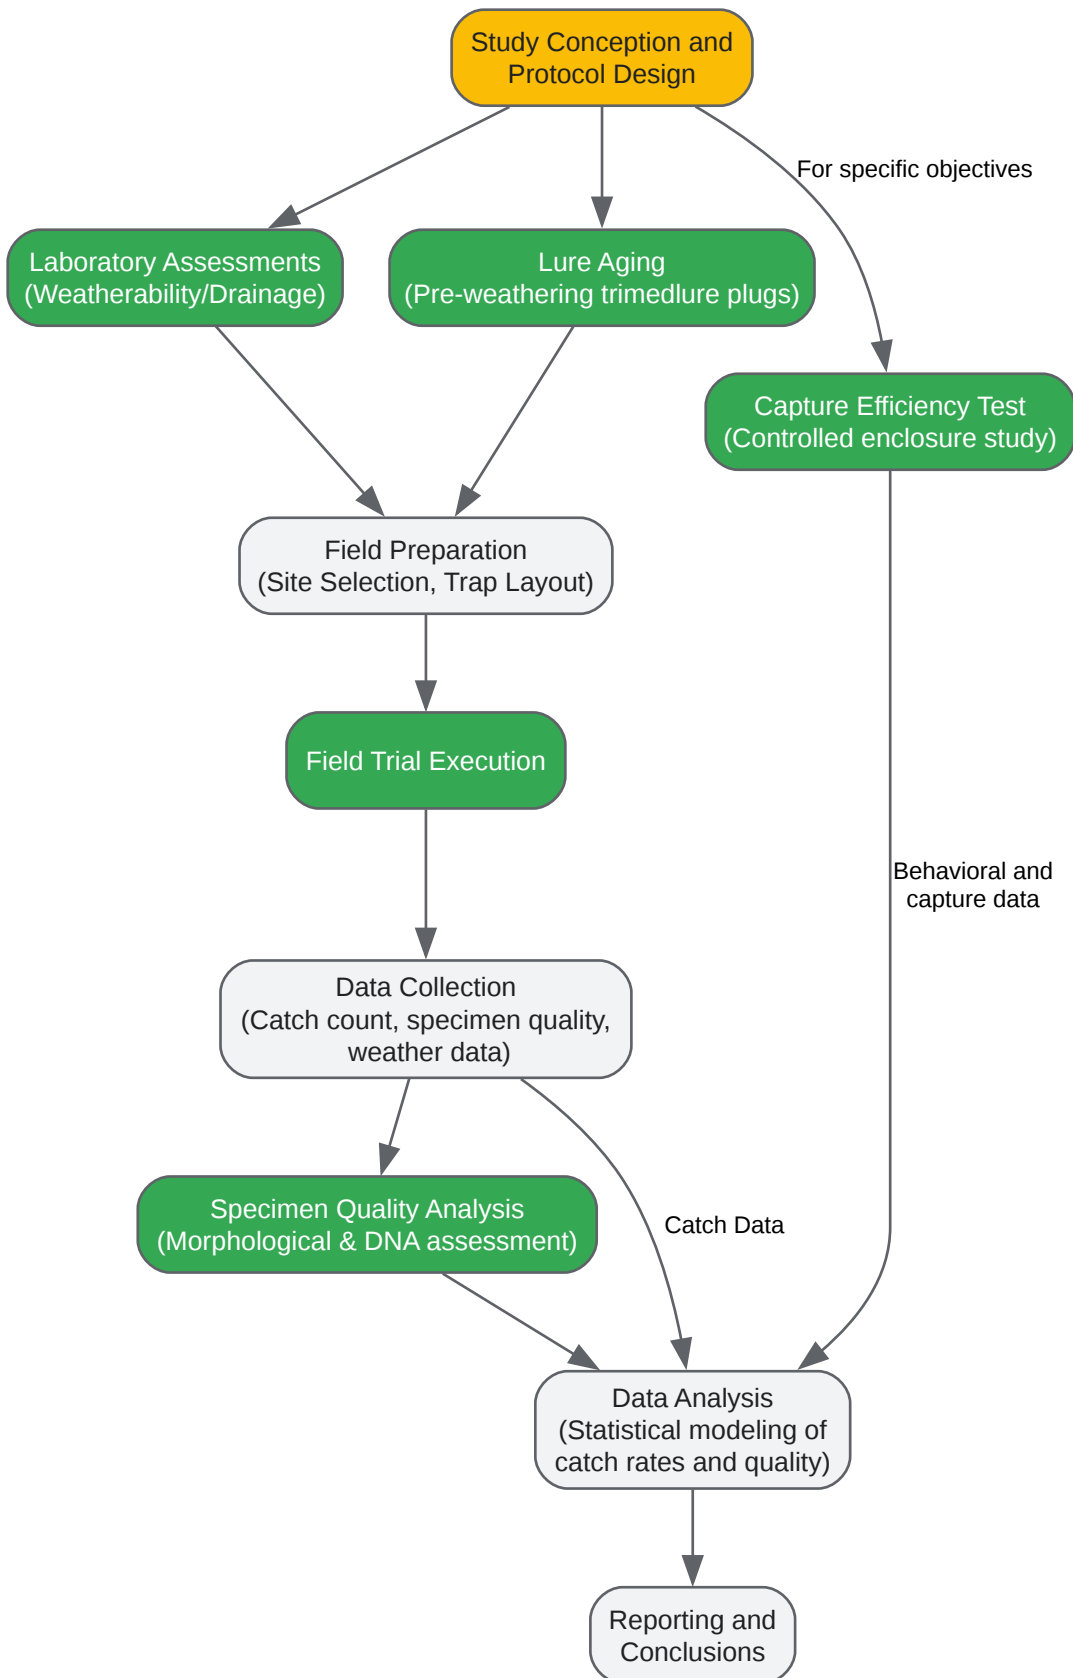 Study Conception and
Protocol Design
For specific objectives
Laboratory Assessments
(Weatherability/Drainage)
Lure Aging
(Pre-weathering trimedlure plugs)
Capture Efficiency Test
(Controlled enclosure study)
Field Preparation
(Site Selection, Trap Layout)
Field Trial Execution
Behavioral and
capture data
Data Collection
(Catch count, specimen quality,
weather data)
Specimen Quality Analysis
(Morphological & DNA assessment)
Catch Data
Data Analysis
(Statistical modeling of
catch rates and quality)
Reporting and
Conclusions